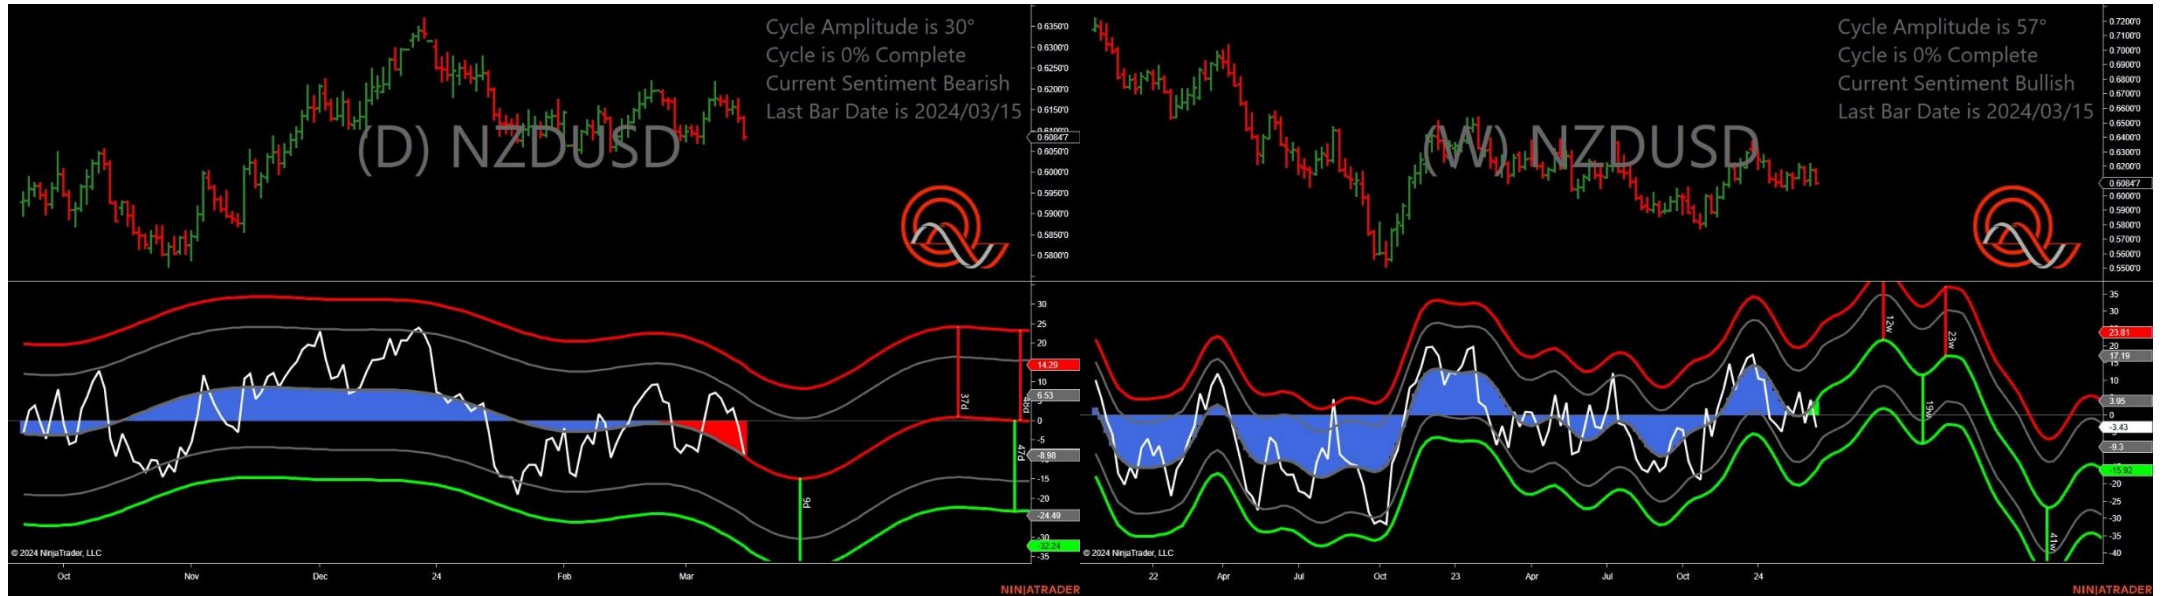 Cycle Amplitude is 30°
Cycle is 0% Complete
Current Sentiment Bearish
Last Bar Date is 2024/03/15
(D) NZDUSD
0.6350'0
0.6300'0
0.6250'0
0.6200'0
0.6150'0
0.6100'0
0.6084'7
0.6050'0
0.6000'0
0.5950'0
0.5900'0
0.5850'0
0.5800'0
30
25
20
14.29
10
6.53
5
0
-5
-8.98
-15
-20
-24.49
-30
-32.24
-35
37d
48d
47d
9d
© 2024 NinjaTrader, LLC
Oct
Nov
Dec
24
Feb
Mar
NINJATRADER
Cycle Amplitude is 57°
Cycle is 0% Complete
Current Sentiment Bullish
Last Bar Date is 2024/03/15
(W) NZDUSD
0.7200'0
0.7100'0
0.7000'0
0.6900'0
0.6800'0
0.6700'0
0.6600'0
0.6500'0
0.6400'0
0.6300'0
0.6200'0
0.6084'7
0.6000'0
0.5900'0
0.5800'0
0.5700'0
0.5600'0
0.5500'0
35
30
23.81
20
17.19
15
10
3.95
0
-3.43
-9.3
-15.92
-20
-25
-30
-35
-40
12w
23w
19w
41w
© 2024 NinjaTrader, LLC
22
Apr
Jul
Oct
23
Apr
Jul
Oct
24
NINJATRADER